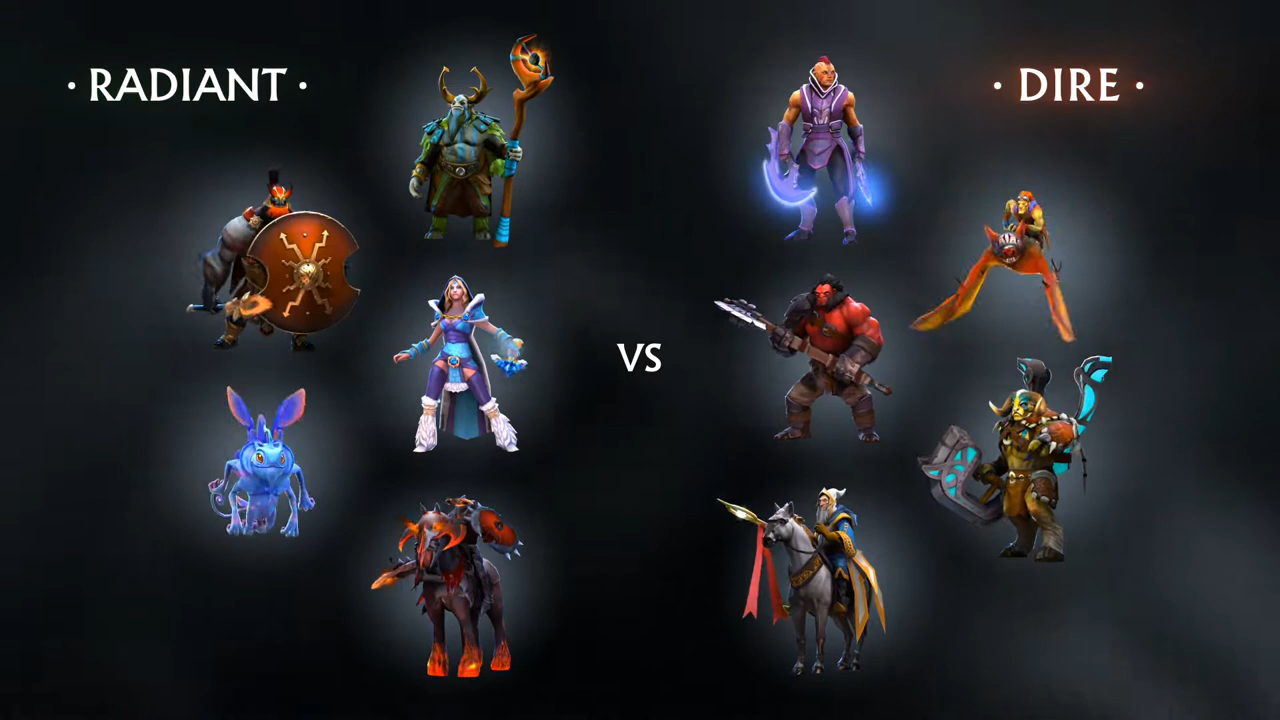 · RADIANT ·
· DIRE ·
VS